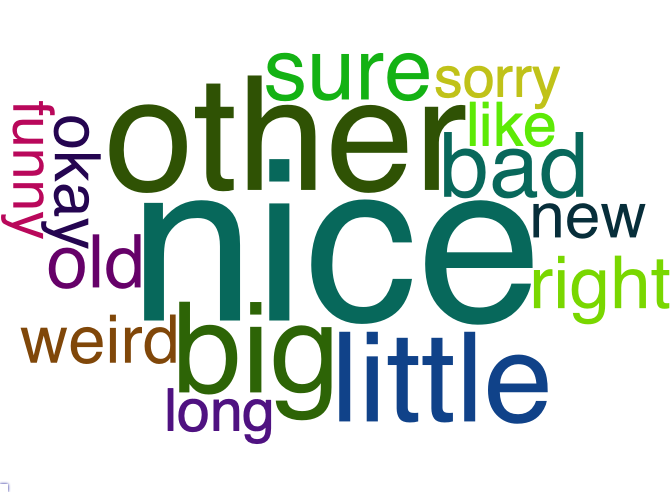 sure
sorry
other
like
funny
okay
bad
nice
new
old
right
weird
big
little
long